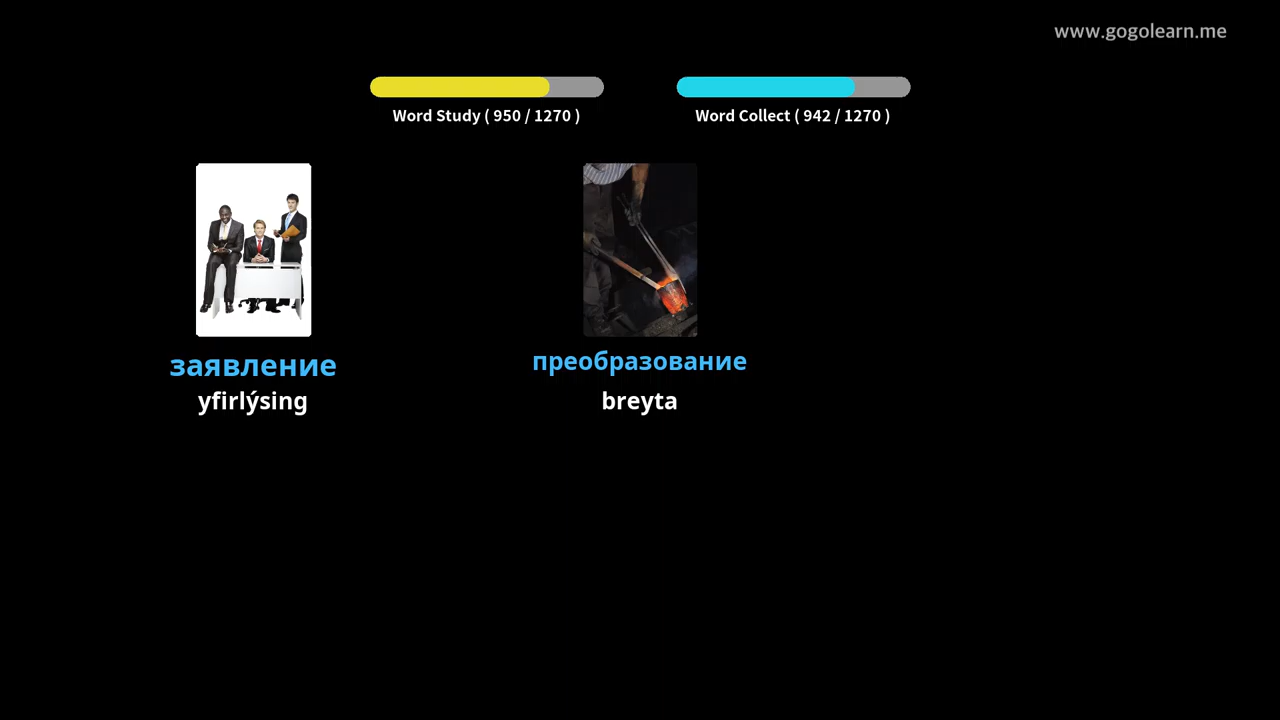 www.gogolearn.me
Word Study ( 950 / 1270 )
Word Collect ( 942 / 1270 )
заявление
yfirlýsing
преобразование
breyta